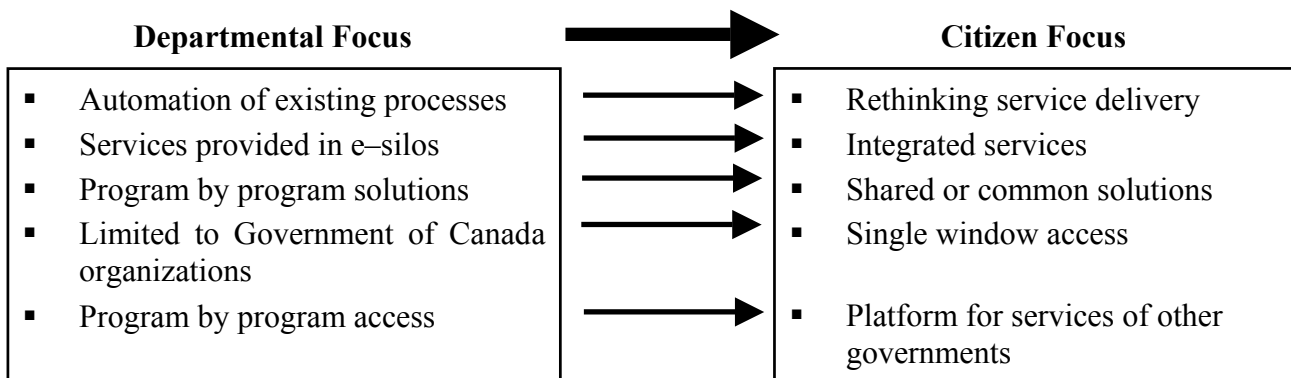 Departmental Focus
Citizen Focus
▪ Automation of existing processes
▪ Services provided in e–silos
▪ Program by program solutions
▪ Limited to Government of Canada
organizations
▪ Program by program access
▪ Rethinking service delivery
▪ Integrated services
▪ Shared or common solutions
▪ Single window access
▪ Platform for services of other
governments